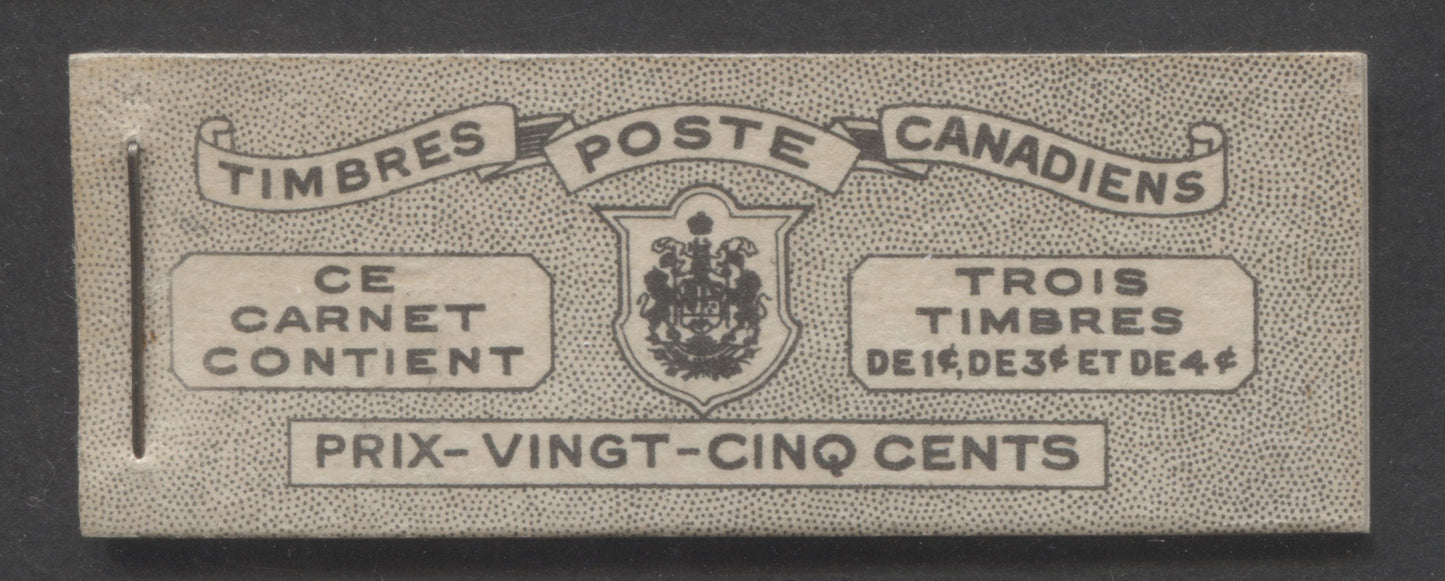 TIMBRES POSTE CANADIENS
CE
CARNET
CONTIENT
TROIS
TIMBRES
DE 1¢, DE 3¢ ET DE 4¢
PRIX-VINGT-CINQ CENTS